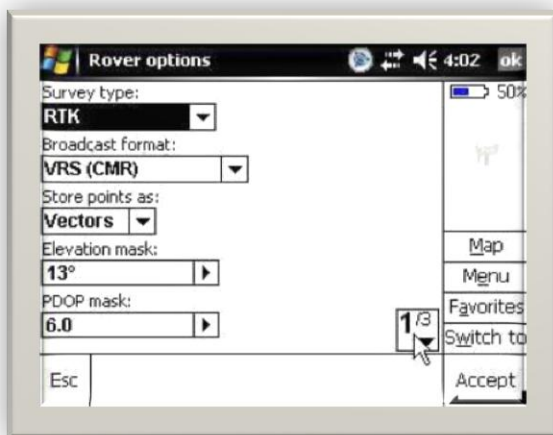 Rover options 4:02 ok
Survey type:
RTK
50%
Broadcast format:
VRS (CMR)
Store points as:
Vectors
Elevation mask:
13°
PDOP mask:
6.0
1/3
Map
Menu
Favorites
Switch to
Esc
Accept